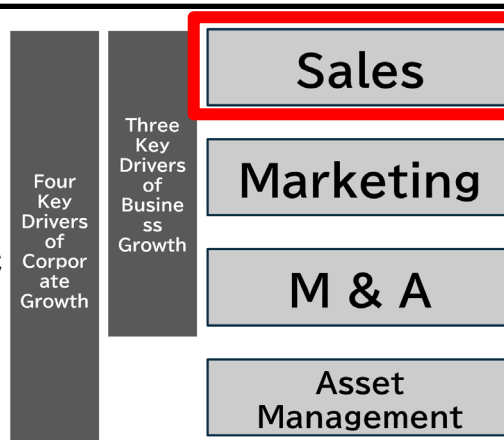 Four
Key
Drivers
of
Corpor
ate
Growth
Three
Key
Drivers
of
Busine
ss
Growth
Sales
Marketing
M & A
Asset
Management